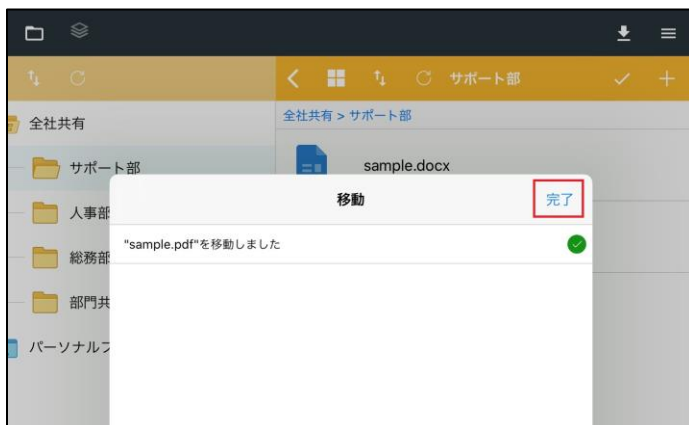 サポート部
全社共有
全社共有 > サポート部
サポート部
sample.docx
移動
完了
人事部
"sample.pdf"を移動しました
総務部
部門共
パーソナルフ